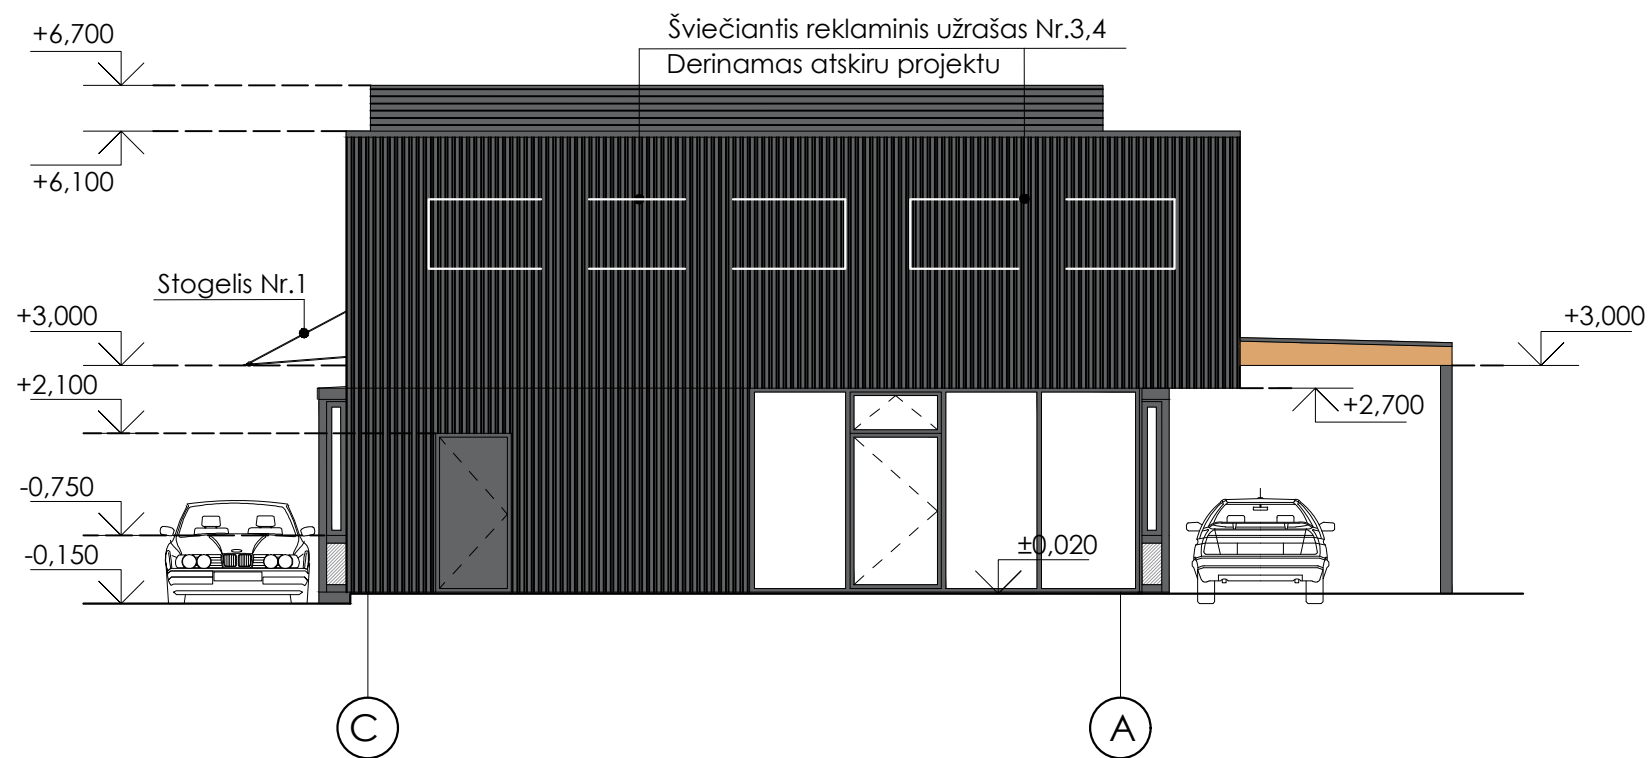 +6,700
Šviečiantis reklaminis užrašas Nr.3,4
Derinamas atskiru projektu
+6,100
Stogelis Nr.1
+3,000
+3,000
+2,100
+2,700
-0,750
-0,150
±0,020
C
A